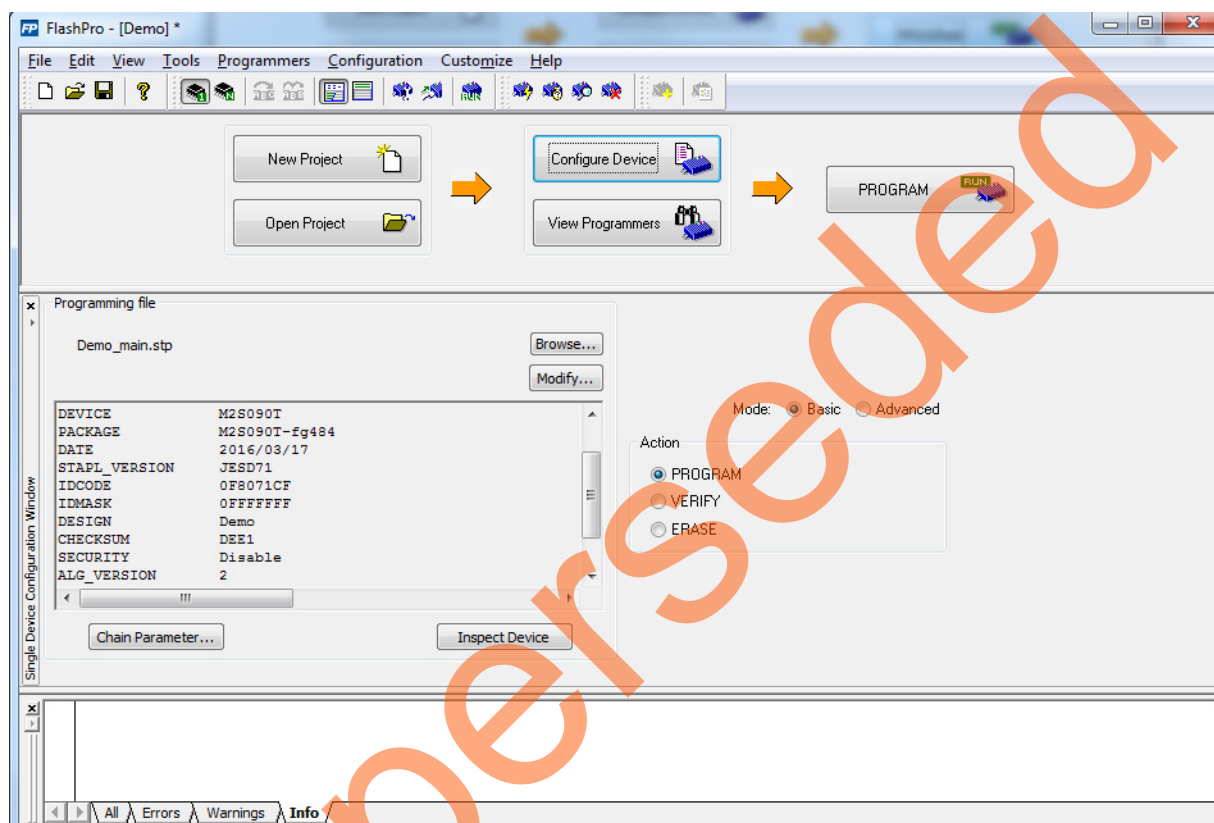 FP FlashPro - [Demo] *
File Edit View Tools Programmers Configuration Customize Help
New Project
Configure Device
PROGRAM
RUN
Open Project
View Programmers
Programming file
Demo_main.stp
Browse...
Modify...
DEVICE M2S090T
PACKAGE M2S090T-fg484
DATE 2016/03/17
STAPL_VERSION JESD71
IDCODE 0F8071CF
IDMASK 0FFFFFFF
DESIGN Demo
CHECKSUM DEE1
SECURITY Disable
ALG_VERSION 2
Chain Parameter...
Inspect Device
Mode: Basic Advanced
Action
PROGRAM
VERIFY
ERASE
Single Device Configuration Window
All Errors Warnings Info
persed​ed